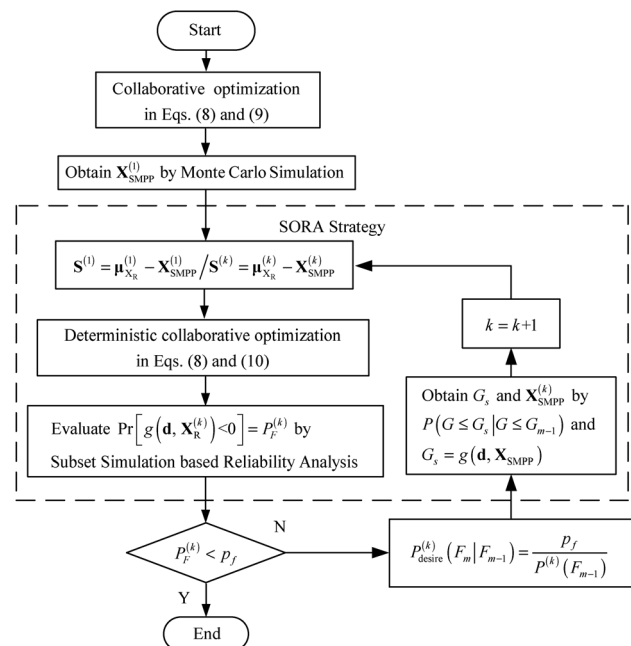 Start
Collaborative optimization
in Eqs. (8) and (9)
Obtain X_SMPP^(1) by Monte Carlo Simulation
SORA Strategy
S^(1) = μ_X_R^(1) − X_SMPP^(1) / S^(k) = μ_X_R^(k) − X_SMPP^(k)
k = k+1
Deterministic collaborative optimization
in Eqs. (8) and (10)
Obtain G_s and X_SMPP^(k) by
P(G ≤ G_s | G ≤ G_m−1) and
G_s = g(d, X_SMPP)
Evaluate Pr[g(d, X_R^(k))<0] = P_F^(k) by
Subset Simulation based Reliability Analysis
P_F^(k) < p_f
N
P_desire^(k)(F_m | F_m−1) = p_f / P^(k)(F_m−1)
Y
End